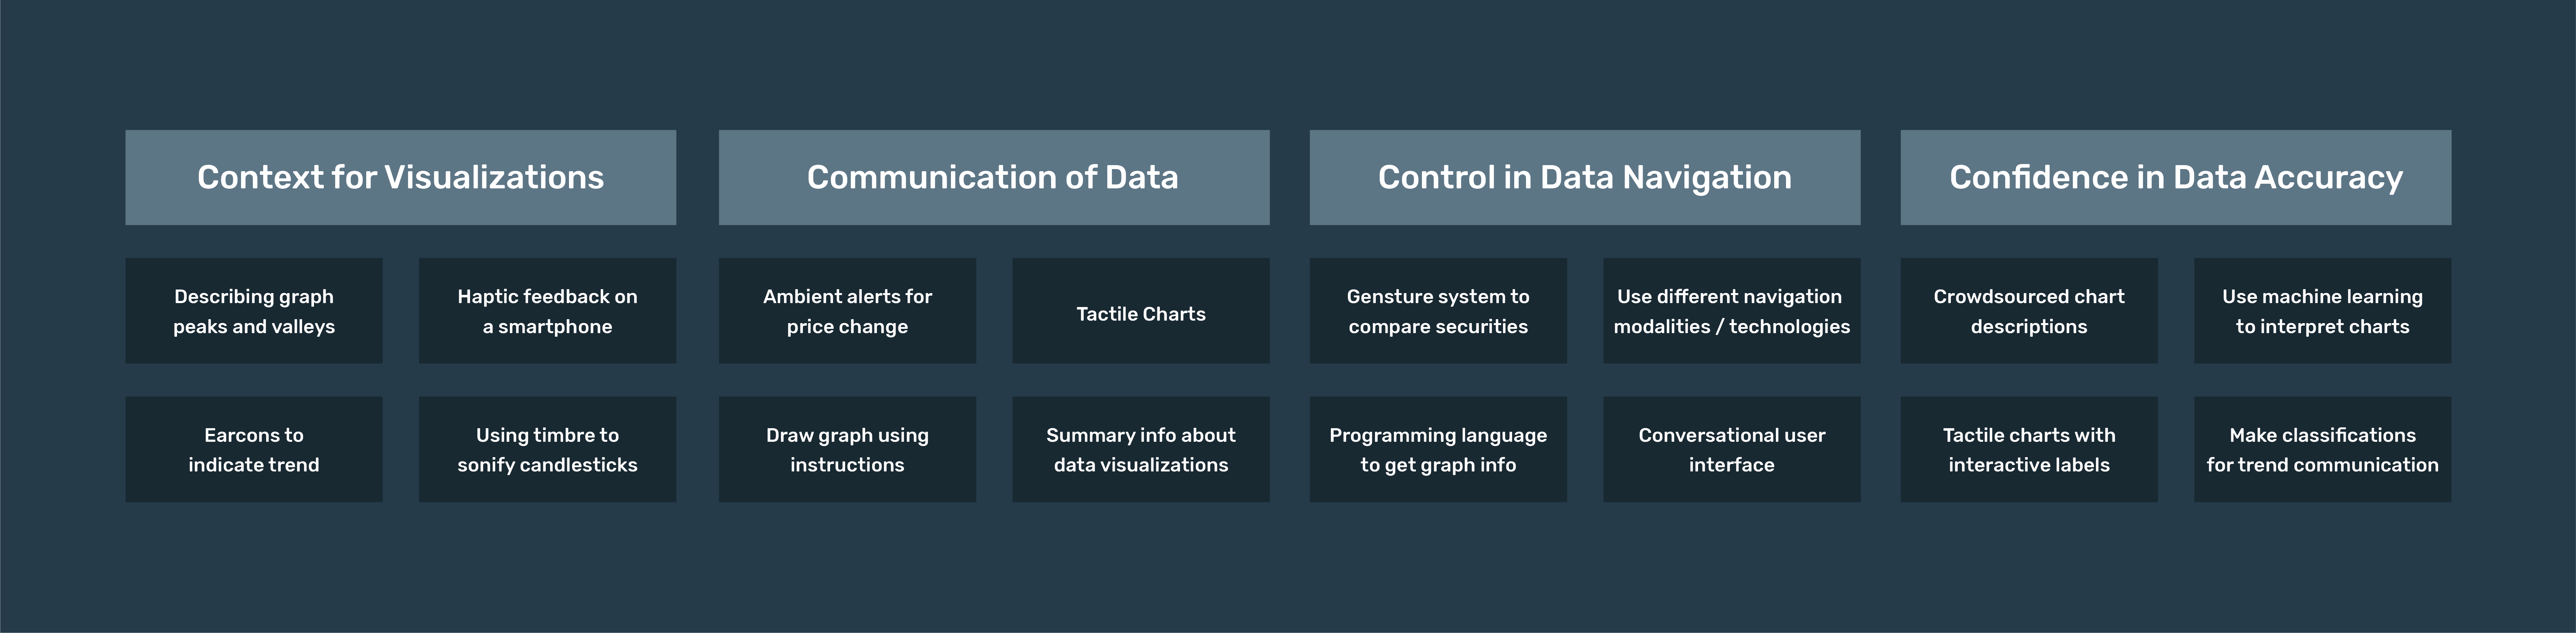 Context for Visualizations
Communication of Data
Control in Data Navigation
Confidence in Data Accuracy
Describing graph
peaks and valleys
Haptic feedback on
a smartphone
Ambient alerts for
price change
Tactile Charts
Gensture system to
compare securities
Use different navigation
modalities / technologies
Crowdsourced chart
descriptions
Use machine learning
to interpret charts
Earcons to
indicate trend
Using timbre to
sonify candlesticks
Draw graph using
instructions
Summary info about
data visualizations
Programming language
to get graph info
Conversational user
interface
Tactile charts with
interactive labels
Make classifications
for trend communication